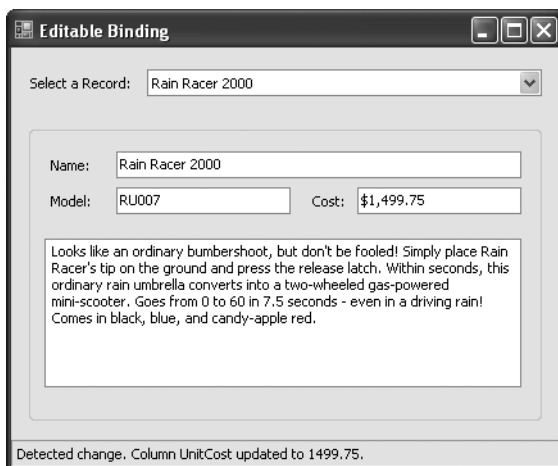 Editable Binding
Select a Record: Rain Racer 2000
Name: Rain Racer 2000
Model: RU007 Cost: $1,499.75
Looks like an ordinary bumbershoot, but don't be fooled! Simply place Rain
Racer's tip on the ground and press the release latch. Within seconds, this
ordinary rain umbrella converts into a two-wheeled gas-powered
mini-scooter. Goes from 0 to 60 in 7.5 seconds - even in a driving rain!
Comes in black, blue, and candy-apple red.
Detected change. Column UnitCost updated to 1499.75.